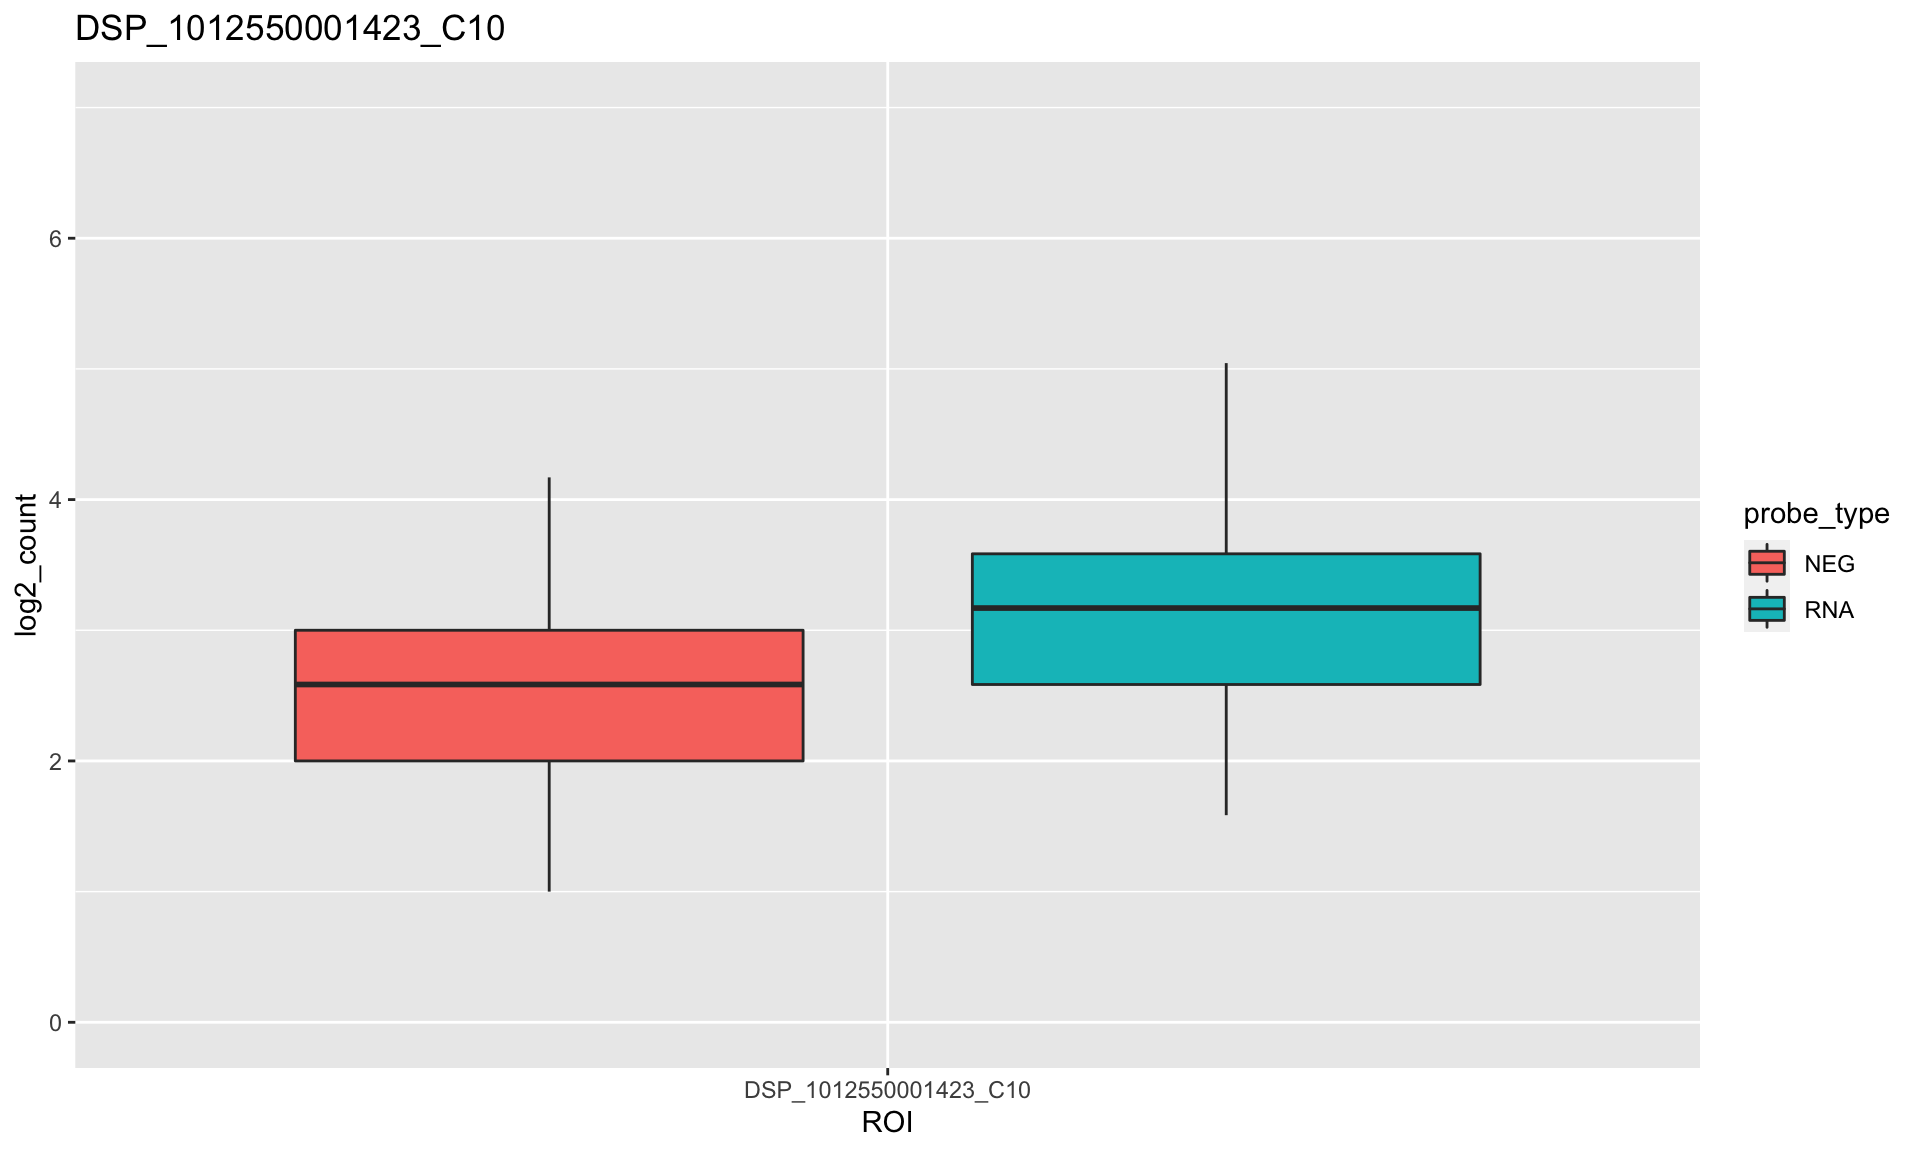 DSP_1012550001423_C10
log2_count
6
4
2
0
DSP_1012550001423_C10
ROI
probe_type
NEG
RNA